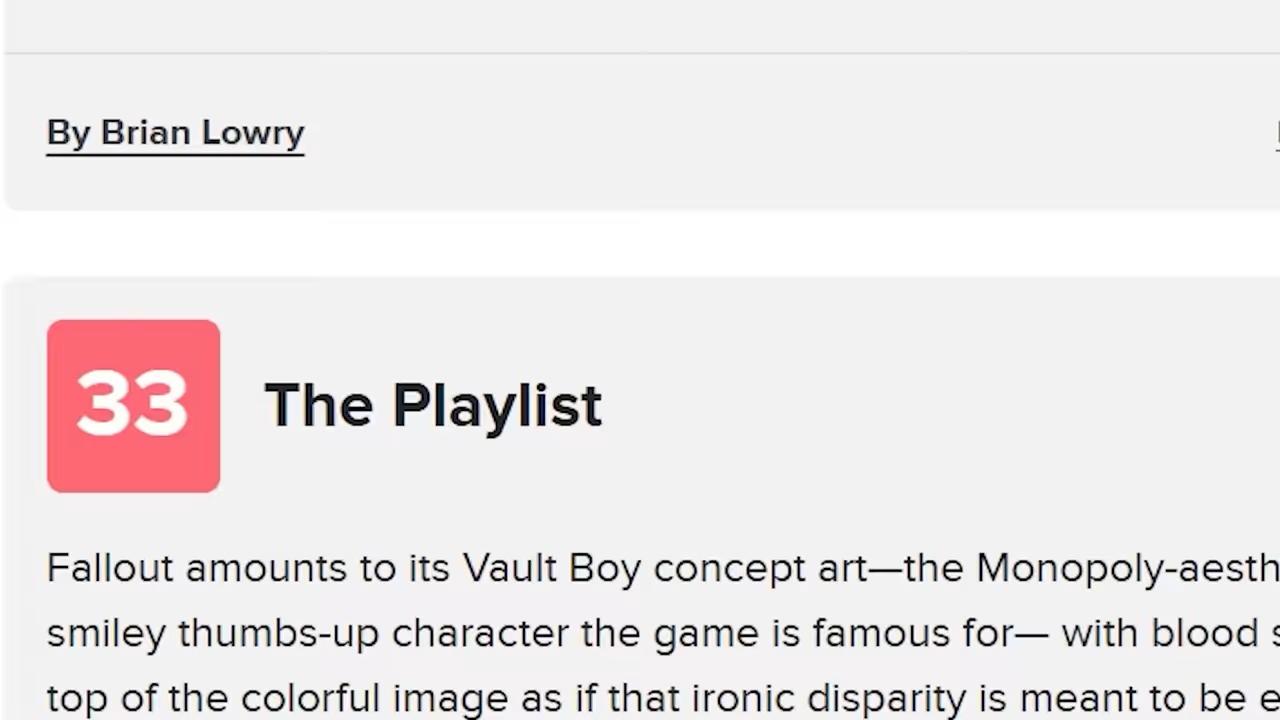 By Brian Lowry
33
The Playlist
Fallout amounts to its Vault Boy concept art—the Monopoly-aesth
smiley thumbs-up character the game is famous for— with blood s
top of the colorful image as if that ironic disparity is meant to be e